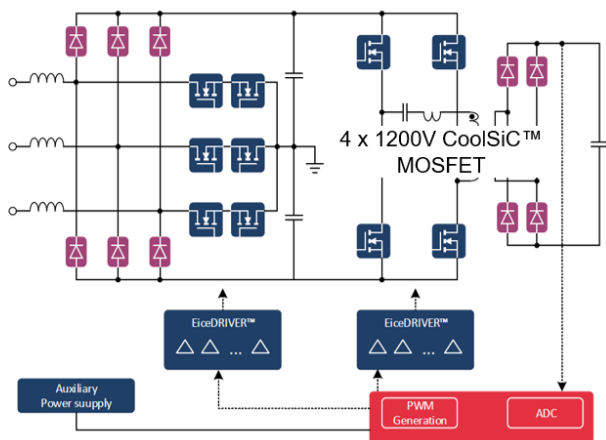 4 x 1200V CoolSiC™
MOSFET
EiceDRIVER™
...
EiceDRIVER™
...
Auxiliary
Power suupply
PWM
Generation
ADC